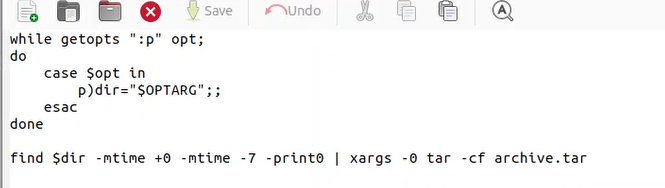 Save Undo
while getopts ":p" opt;
do
    case $opt in
        p)dir="$OPTARG";;
    esac
done

find $dir -mtime +0 -mtime -7 -print0 | xargs -0 tar -cf archive.tar